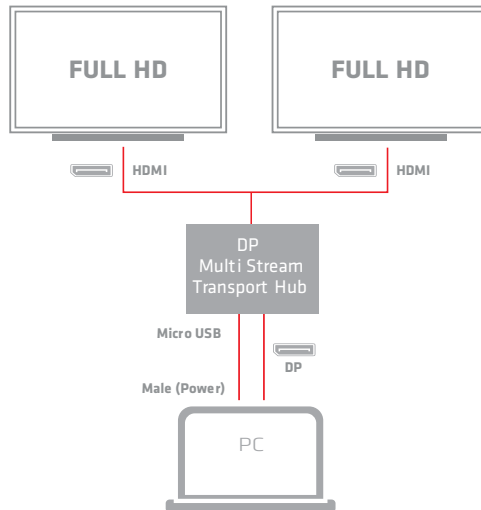 FULL HD
FULL HD
HDMI
HDMI
DP
Multi Stream
Transport Hub
Micro USB
DP
Male (Power)
PC